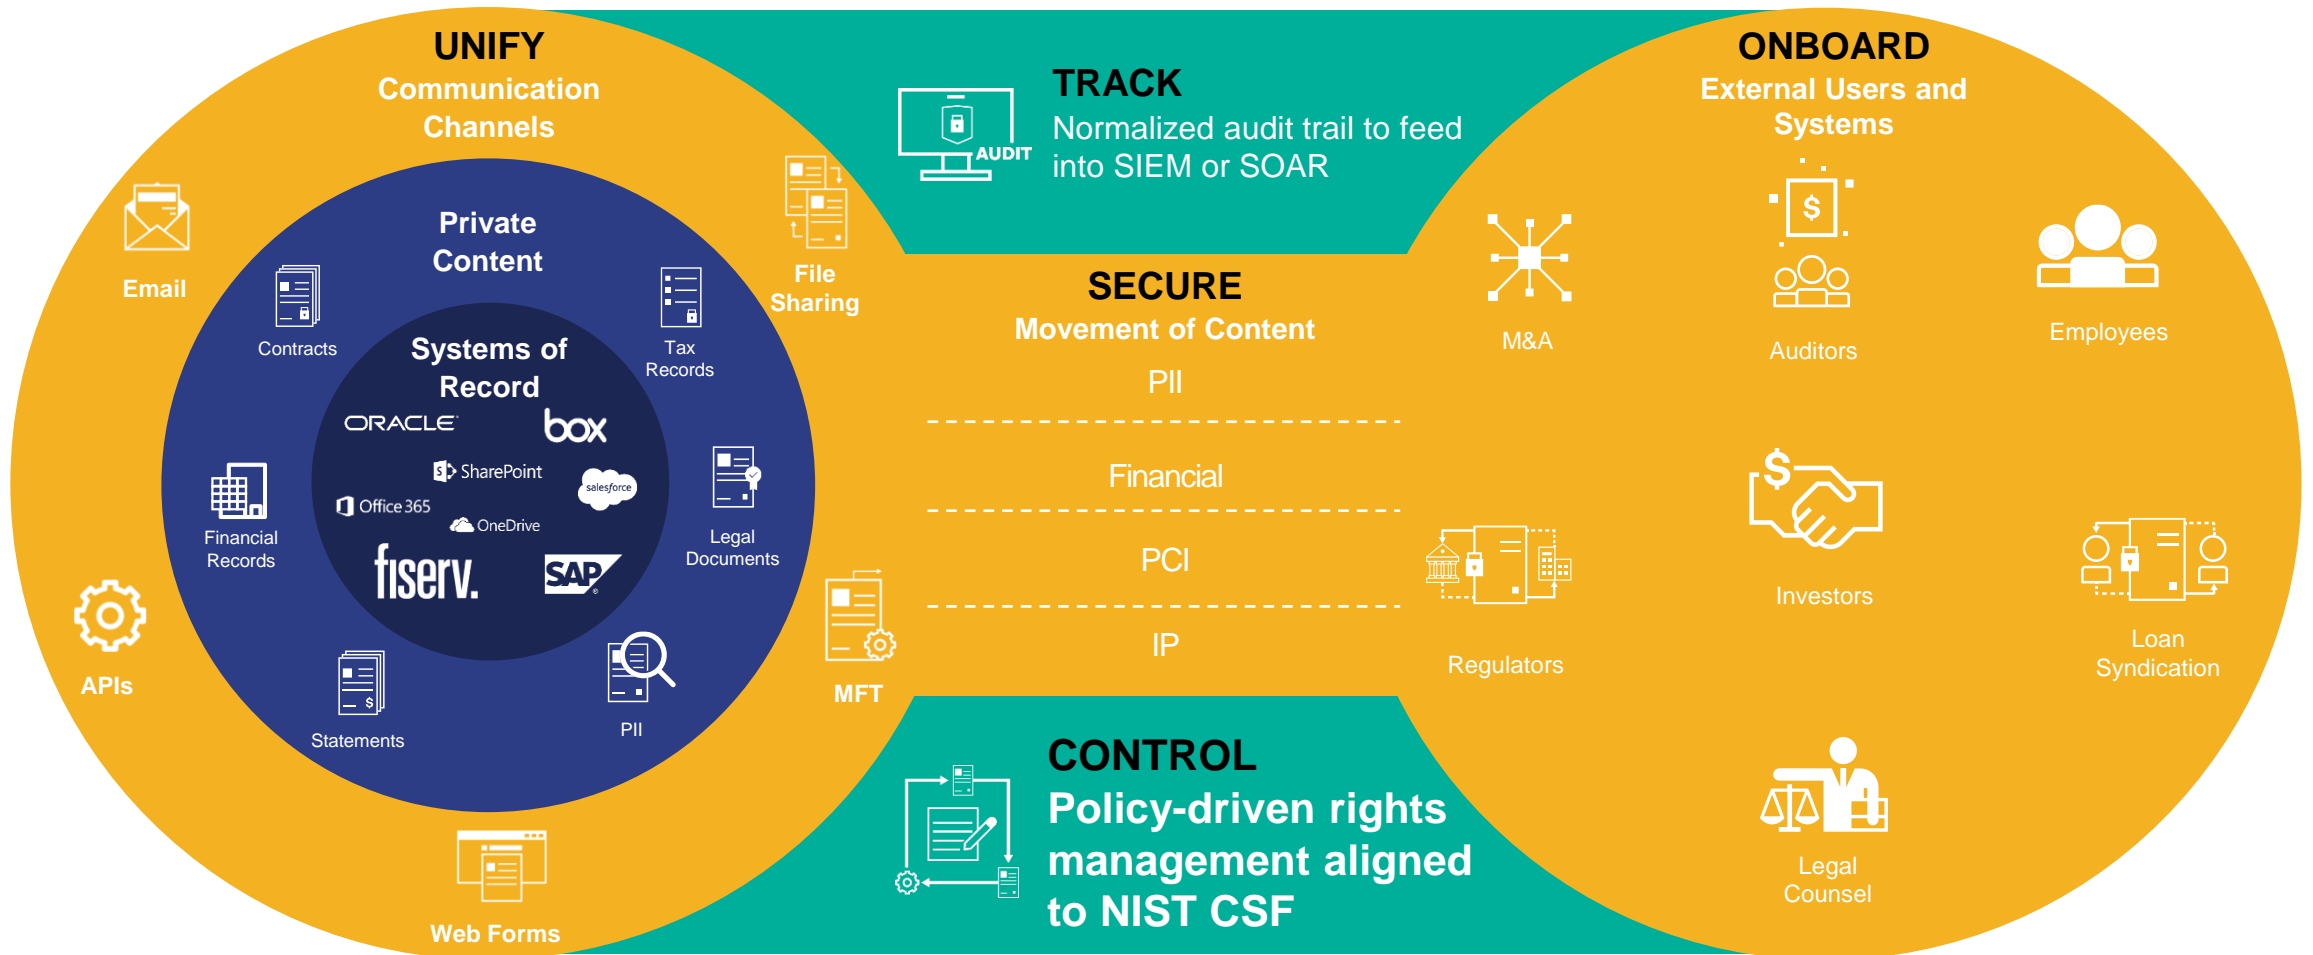 UNIFY
Communication
Channels
Email
File
Sharing
APIs
MFT
Web Forms
Private
Content
Contracts
Tax
Records
Financial
Records
Legal
Documents
Statements
PII
Systems of
Record
ORACLE
box
SharePoint
salesforce
Office 365
OneDrive
fiserv.
SAP
TRACK
Normalized audit trail to feed
into SIEM or SOAR
AUDIT
SECURE
Movement of Content
PII
Financial
PCI
IP
CONTROL
Policy-driven rights
management aligned
to NIST CSF
ONBOARD
External Users and
Systems
M&A
Auditors
Employees
Regulators
Investors
Loan
Syndication
Legal
Counsel